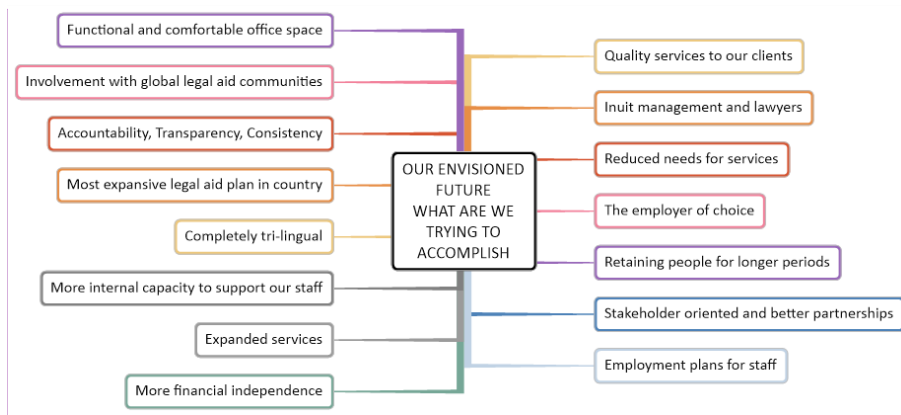 Functional and comfortable office space
Involvement with global legal aid communities
Accountability, Transparency, Consistency
Most expansive legal aid plan in country
Completely tri-lingual
More internal capacity to support our staff
Expanded services
More financial independence
OUR ENVISIONED
FUTURE
WHAT ARE WE
TRYING TO
ACCOMPLISH
Quality services to our clients
Inuit management and lawyers
Reduced needs for services
The employer of choice
Retaining people for longer periods
Stakeholder oriented and better partnerships
Employment plans for staff